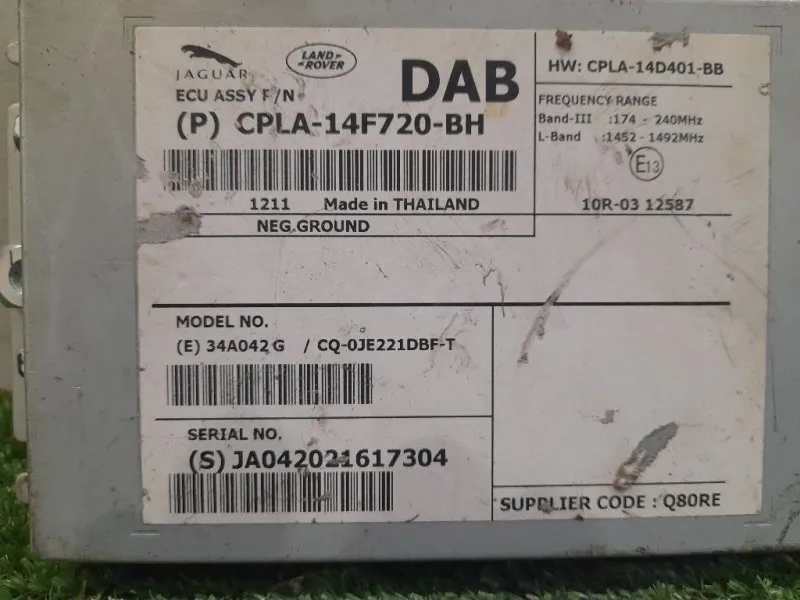 JAGUAR
LAND-
-ROVER
DAB
ECU ASSY P/N
(P) CPLA-14F720-BH
1211 Made in THAILAND
NEG.GROUND
HW: CPLA-14D401-BB
FREQUENCY RANGE
Band-III :174 - 240MHz
L-Band :1452 - 1492MHz
E13
10R-03 12587
MODEL NO.
(E) 34A042G / CQ-0JE221DBF-T
SERIAL NO.
(S) JA042021617304
SUPPLIER CODE : Q80RE